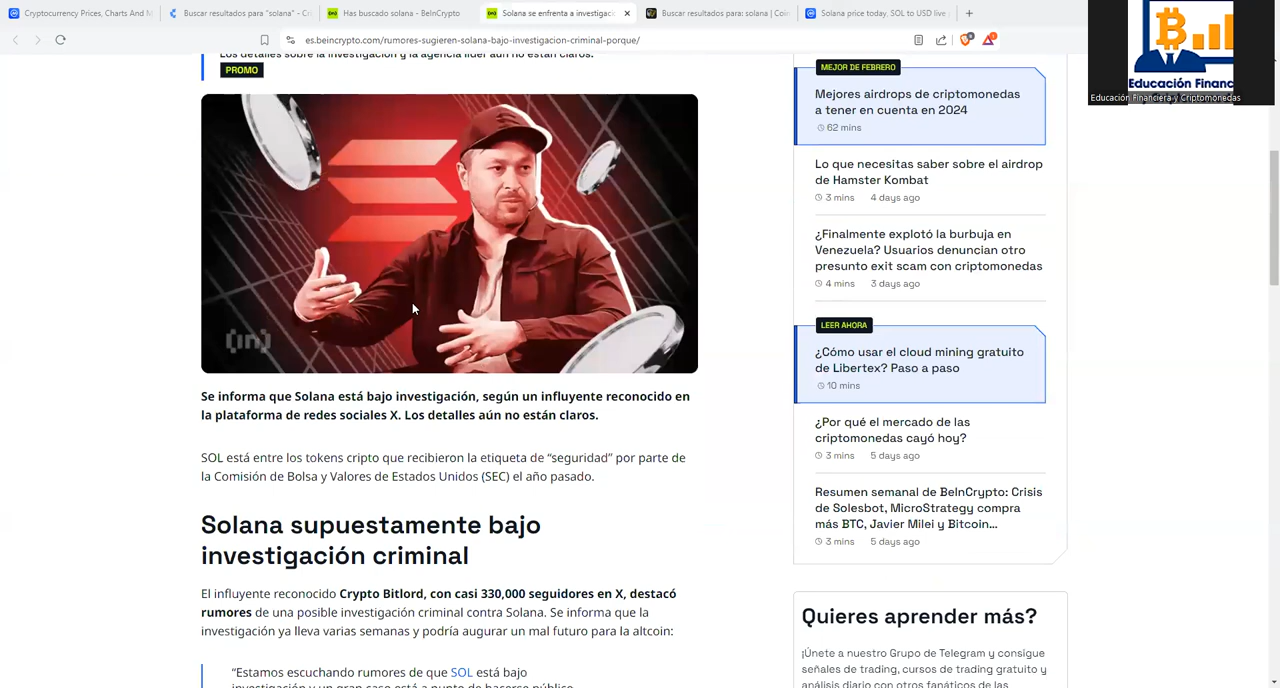 Cryptocurrency Prices, Charts And M
Buscar resultados para "solana" - Cri
Has buscado solana - BeInCrypto
Solana se enfrenta a investigac
Buscar resultados para: solana | Coin
Solana price today, SOL to USD live
es.beincrypto.com/rumores-sugieren-solana-bajo-investigacion-criminal-porque/
Los detalles sobre la investigación y la agencia líder aún no están claros.
PROMO
Se informa que Solana está bajo investigación, según un influyente reconocido en
la plataforma de redes sociales X. Los detalles aún no están claros.
SOL está entre los tokens cripto que recibieron la etiqueta de “seguridad” por parte de
la Comisión de Bolsa y Valores de Estados Unidos (SEC) el año pasado.
Solana supuestamente bajo
investigación criminal
El influyente reconocido Crypto Bitlord, con casi 330,000 seguidores en X, destacó
rumores de una posible investigación criminal contra Solana. Se informa que la
investigación ya lleva varias semanas y podría augurar un mal futuro para la altcoin:
“Estamos escuchando rumores de que SOL está bajo
investigación y un gran caso está a punto de hacerse público
MEJOR DE FEBRERO
Mejores airdrops de criptomonedas
a tener en cuenta en 2024
62 mins
Lo que necesitas saber sobre el airdrop
de Hamster Kombat
3 mins 4 days ago
¿Finalmente explotó la burbuja en
Venezuela? Usuarios denuncian otro
presunto exit scam con criptomonedas
4 mins 3 days ago
LEER AHORA
¿Cómo usar el cloud mining gratuito
de Libertex? Paso a paso
10 mins
¿Por qué el mercado de las
criptomonedas cayó hoy?
3 mins 5 days ago
Resumen semanal de BeInCrypto: Crisis
de Solesbot, MicroStrategy compra
más BTC, Javier Milei y Bitcoin...
3 mins 5 days ago
Quieres aprender más?
¡Únete a nuestro Grupo de Telegram y consigue
señales de trading, cursos de trading gratuito y
análisis diario con otros fanáticos de las
Educación Financ
Educación Financiera y Criptomonedas